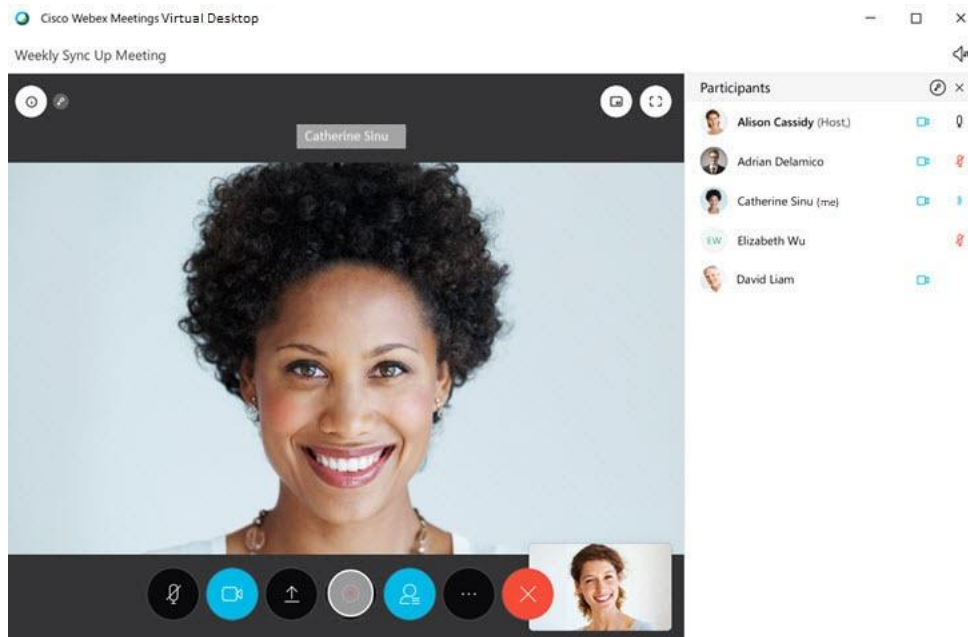 Cisco Webex Meetings Virtual Desktop
Weekly Sync Up Meeting
Catherine Sinu
Participants
Alison Cassidy (Host,)
Adrian Delamico
Catherine Sinu (me)
EW Elizabeth Wu
David Liam